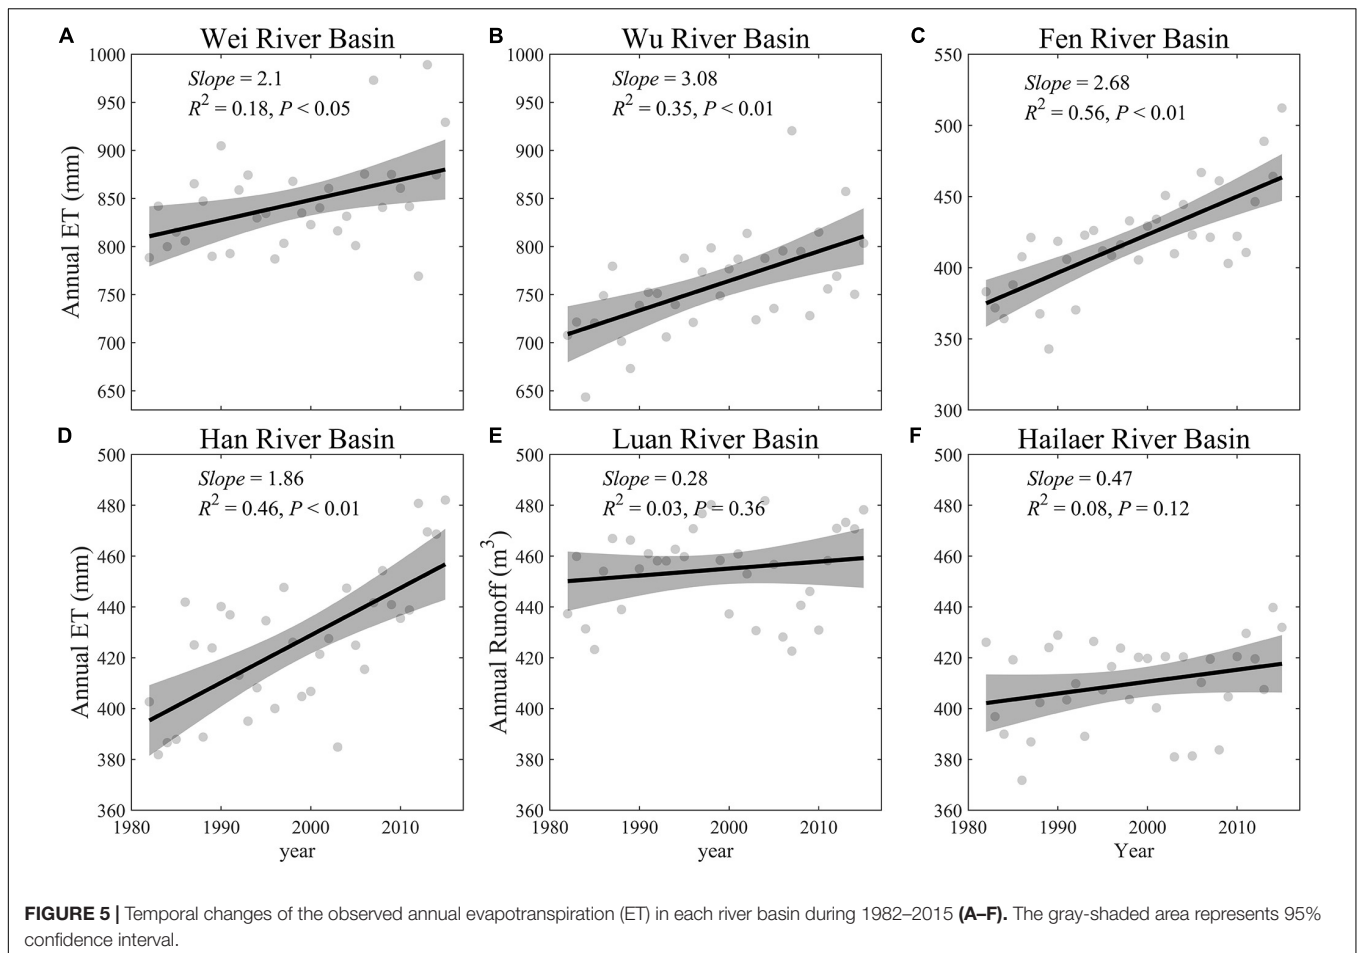 A
Wei River Basin
Slope = 2.1
R² = 0.18, P < 0.05
1000
950
900
850
800
750
700
650
Annual ET (mm)
B
Wu River Basin
Slope = 3.08
R² = 0.35, P < 0.01
1000
950
900
850
800
750
700
650
C
Fen River Basin
Slope = 2.68
R² = 0.56, P < 0.01
550
500
450
400
350
300
D
Han River Basin
Slope = 1.86
R² = 0.46, P < 0.01
500
480
460
440
420
400
380
360
Annual ET (mm)
1980 1990 2000 2010
year
E
Luan River Basin
Slope = 0.28
R² = 0.03, P = 0.36
500
480
460
440
420
400
380
360
Annual Runoff (m³)
1980 1990 2000 2010
year
F
Hailaer River Basin
Slope = 0.47
R² = 0.08, P = 0.12
500
480
460
440
420
400
380
360
1980 1990 2000 2010
Year
FIGURE 5 | Temporal changes of the observed annual evapotranspiration (ET) in each river basin during 1982–2015 (A–F). The gray-shaded area represents 95%
confidence interval.